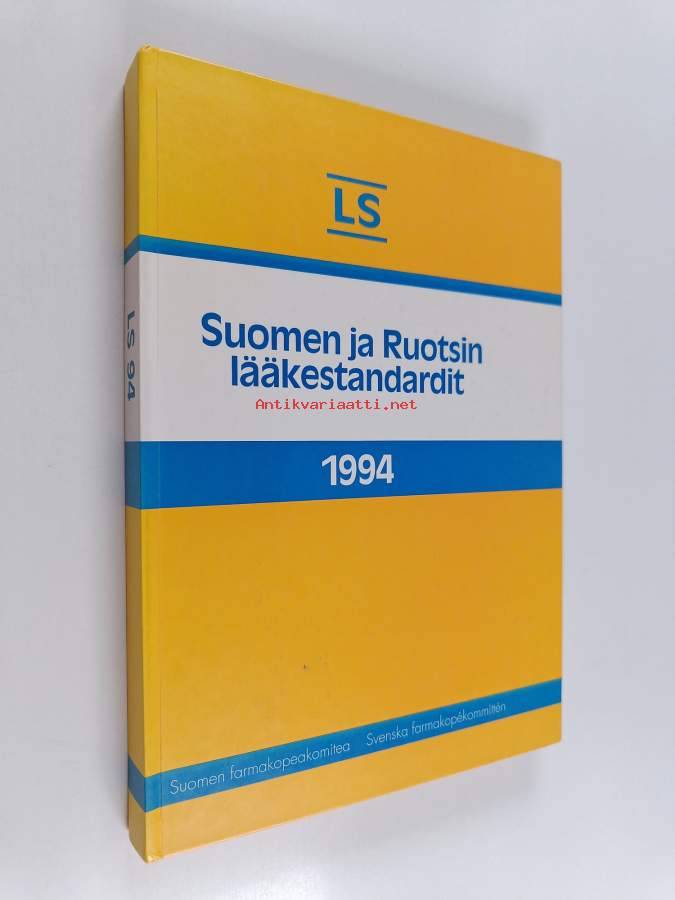 LS
Suomen ja Ruotsin
lääkestandardit
Antikvariaatti.net
1994
Suomen farmakopeakomitea Svenska farmakopékommittén
LS 94